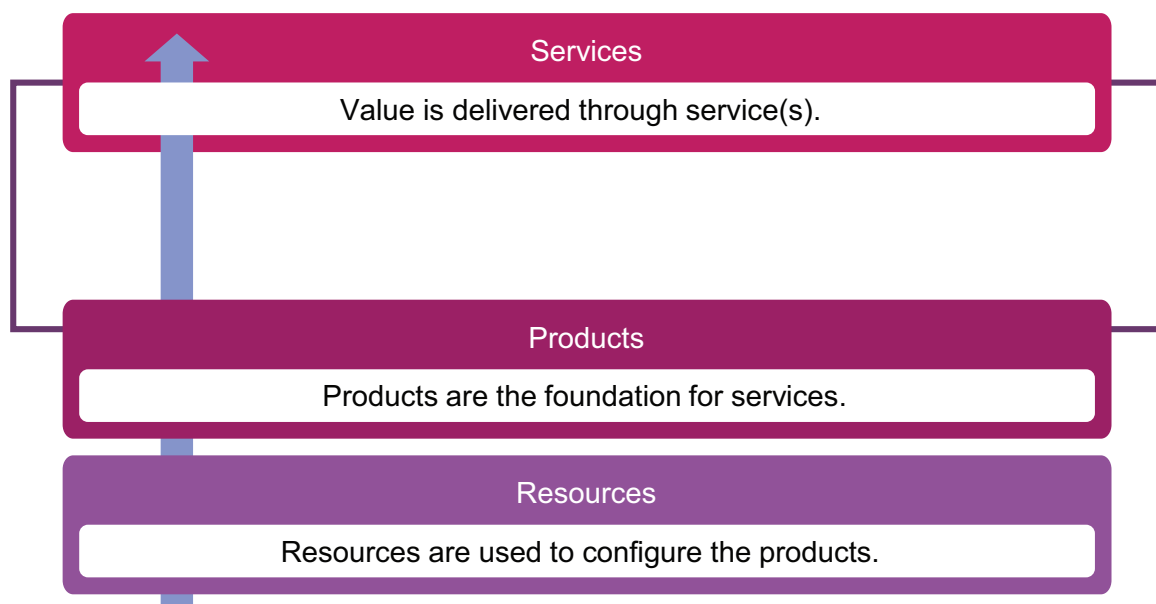 Services
Value is delivered through service(s).
Products
Products are the foundation for services.
Resources
Resources are used to configure the products.